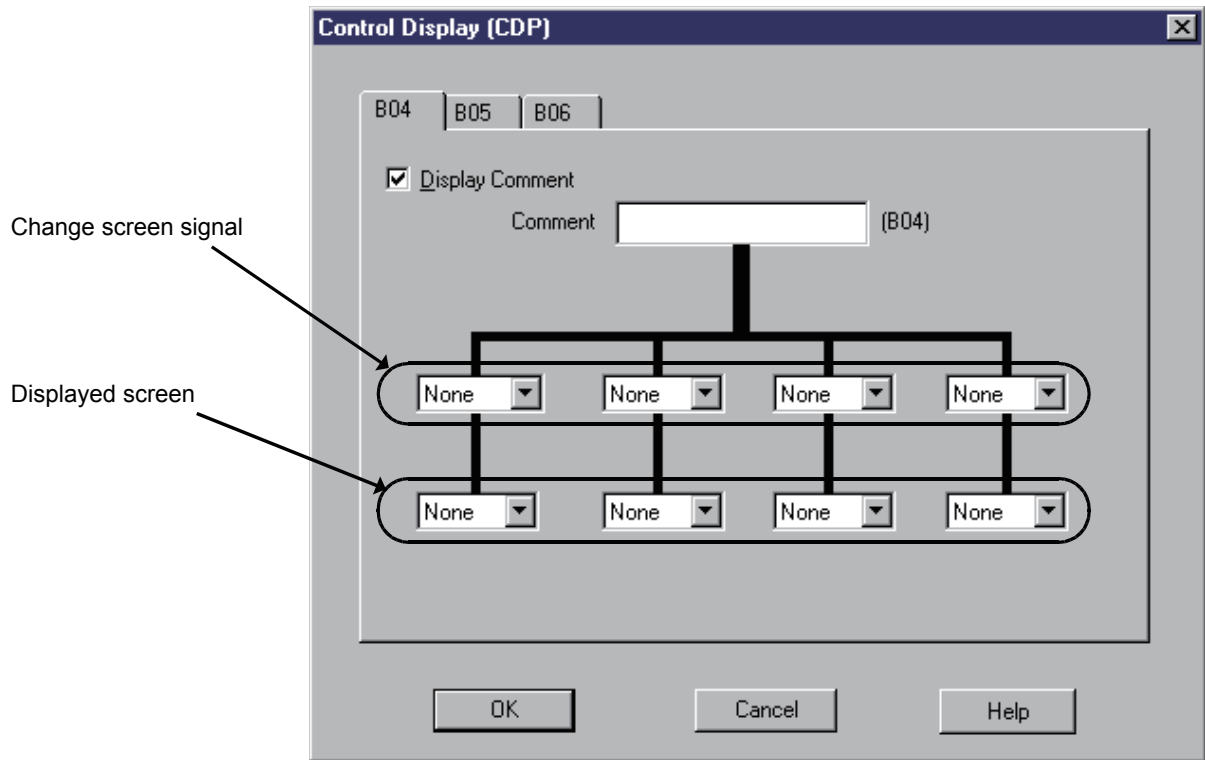 Control Display (CDP)
B04 B05 B06
Display Comment
Comment (B04)
Change screen signal
None None None None
Displayed screen
None None None None
OK Cancel Help